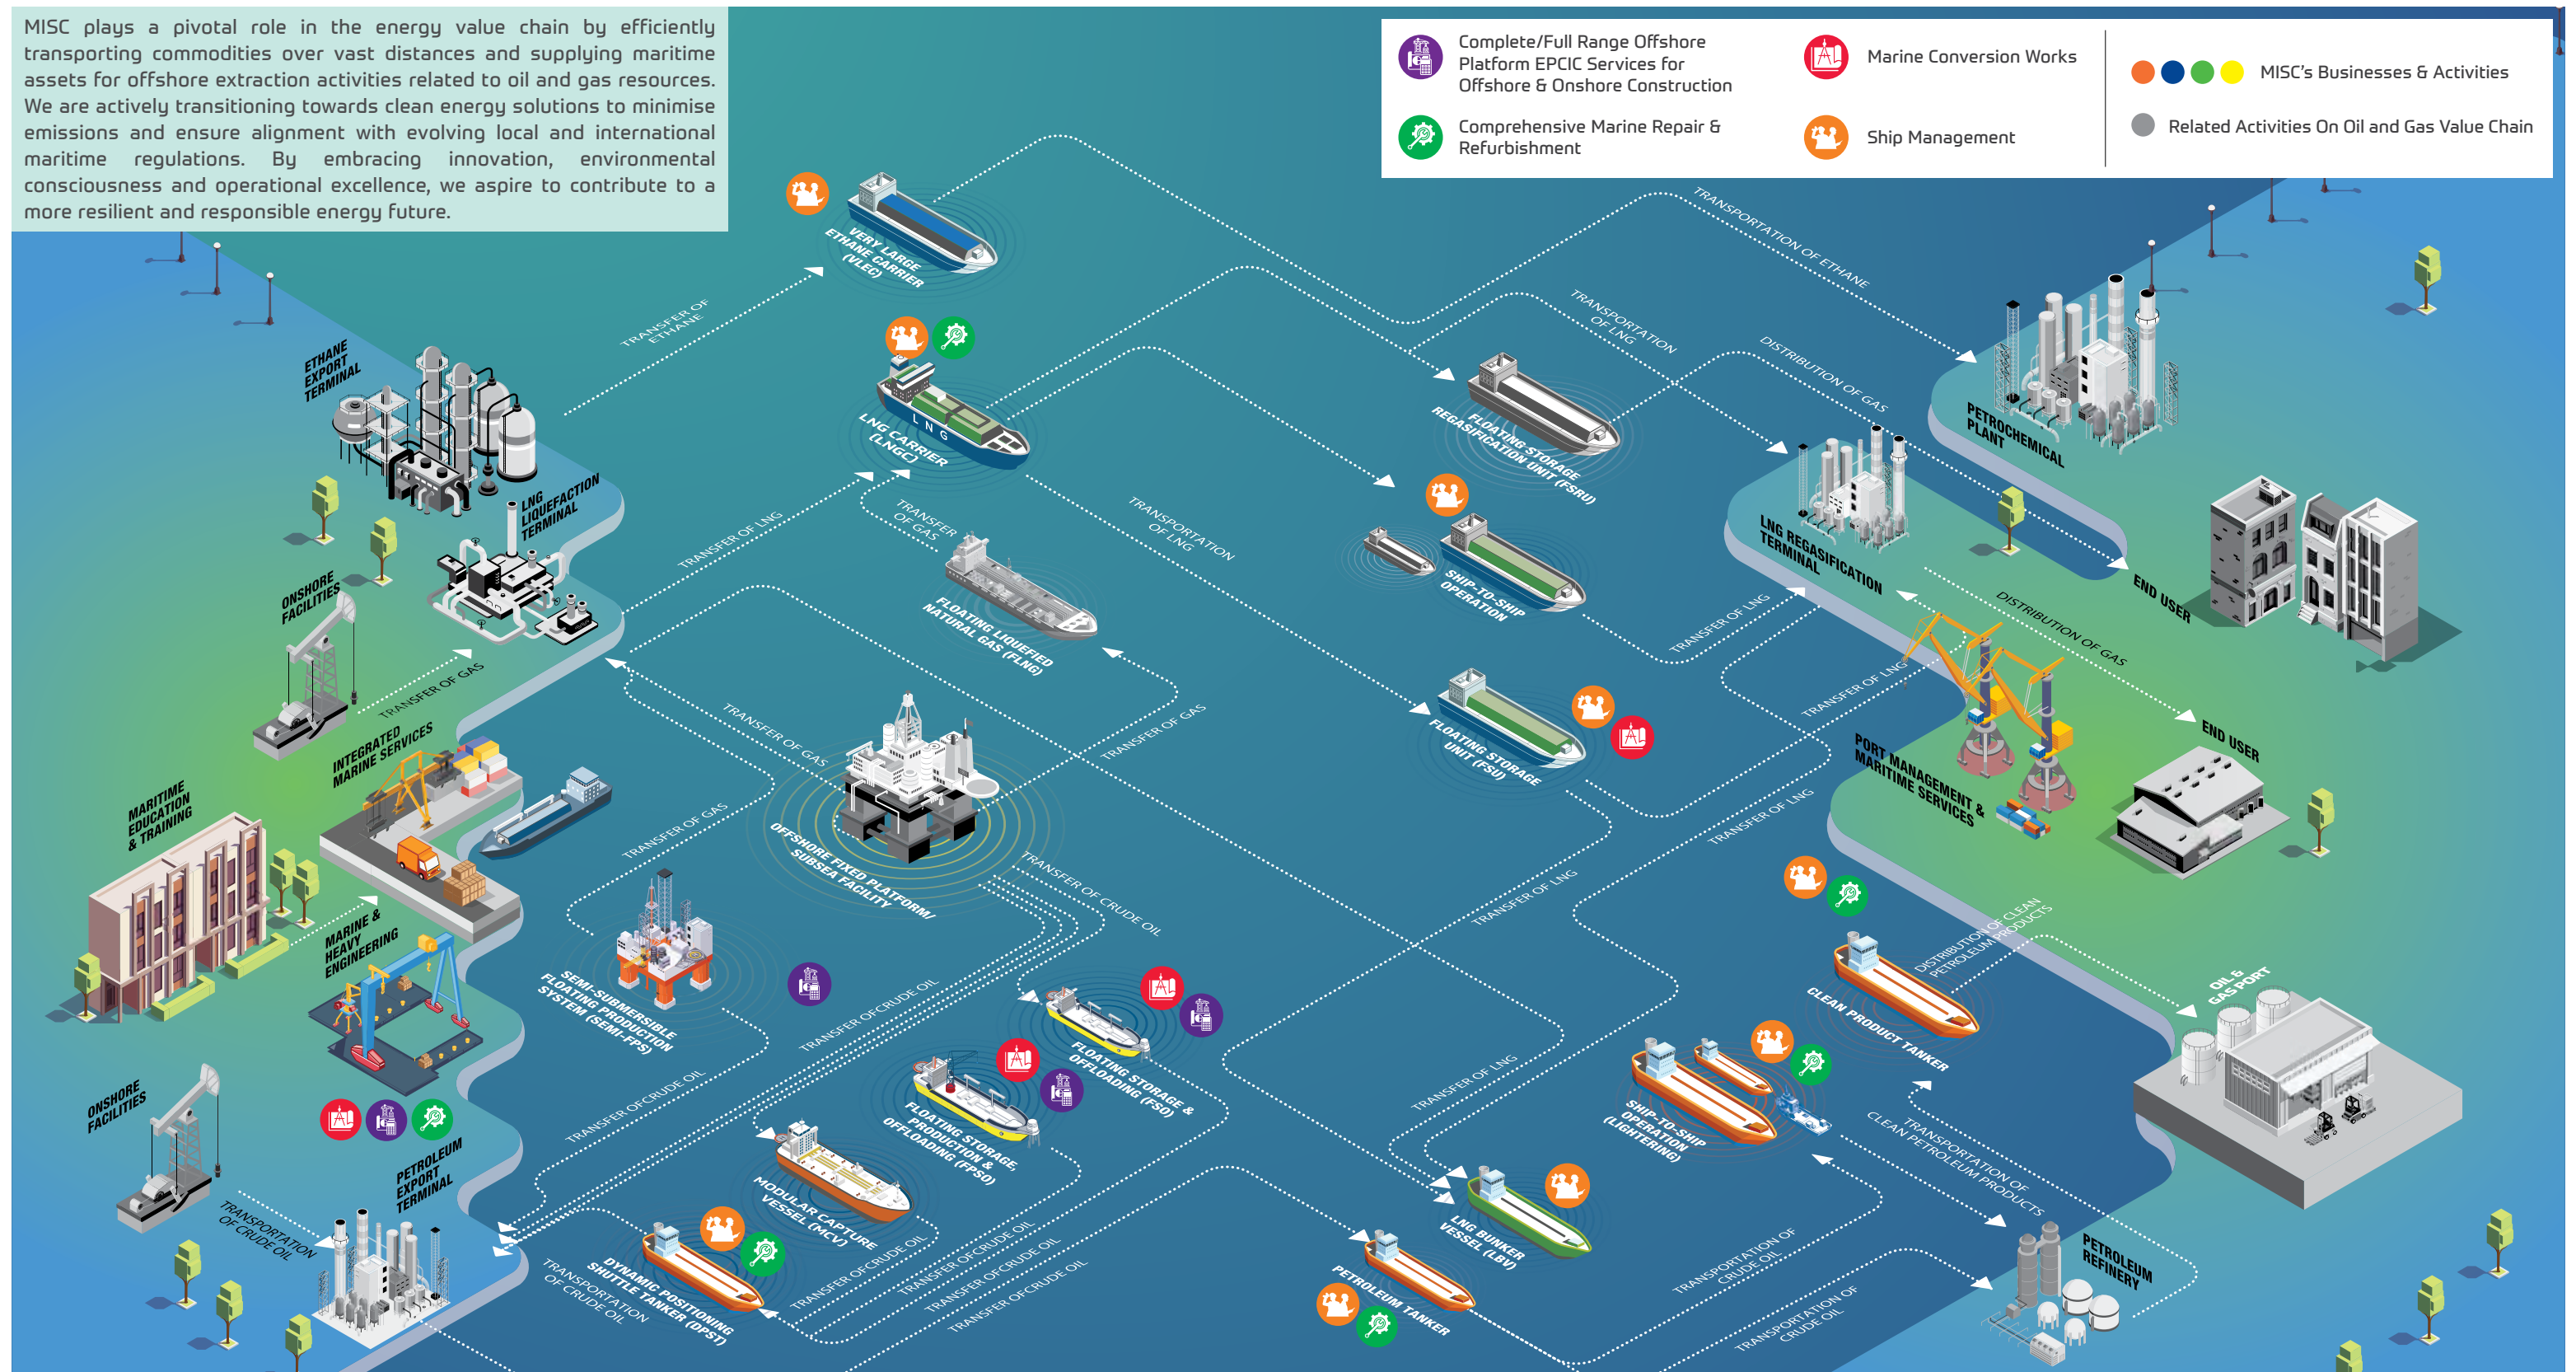 MISC plays a pivotal role in the energy value chain by efficiently
transporting commodities over vast distances and supplying maritime
assets for offshore extraction activities related to oil and gas resources.
We are actively transitioning towards clean energy solutions to minimise
emissions and ensure alignment with evolving local and international
maritime regulations. By embracing innovation, environmental
consciousness and operational excellence, we aspire to contribute to a
more resilient and responsible energy future.
Complete/Full Range Offshore
Platform EPCIC Services for
Offshore & Onshore Construction
Comprehensive Marine Repair &
Refurbishment
Marine Conversion Works
Ship Management
MISC's Businesses & Activities
Related Activities On Oil and Gas Value Chain
VERY LARGE
ETHANE CARRIER
(VLEC)
TRANSPORTATION OF ETHANE
TRANSFER OF
ETHANE
ETHANE
EXPORT
TERMINAL
LNG
LNG CARRIER
(LNGC)
TRANSPORTATION
OF LNG
DISTRIBUTION OF GAS
FLOATING STORAGE
REGASIFICATION UNIT (FSRU)
PETROCHEMICAL
PLANT
LNG
LIQUEFACTION
TERMINAL
TRANSFER OF LNG
TRANSFER
OF GAS
TRANSPORTATION
OF LNG
LNG REGASIFICATION
TERMINAL
END USER
ONSHORE
FACILITIES
FLOATING LIQUEFIED
NATURAL GAS (FLNG)
SHIP-TO-SHIP
OPERATION
TRANSFER OF LNG
DISTRIBUTION OF GAS
TRANSFER OF GAS
TRANSFER OF GAS
TRANSFER OF GAS
TRANSFER OF LNG
INTEGRATED
MARINE SERVICES
FLOATING STORAGE
UNIT (FSU)
PORT MANAGEMENT &
MARITIME SERVICES
END USER
MARITIME
EDUCATION
& TRAINING
TRANSFER OF GAS
OFFSHORE FIXED PLATFORM/
SUBSEA FACILITY
TRANSFER OF LNG
TRANSFER OF CRUDE OIL
TRANSFER OF LNG
MARINE &
HEAVY
ENGINEERING
SEMI-SUBMERSIBLE
FLOATING PRODUCTION
SYSTEM (SEMI-FPS)
DISTRIBUTION OF CLEAN
PETROLEUM PRODUCTS
CLEAN PRODUCT TANKER
OIL &
GAS PORT
TRANSFER OF CRUDE OIL
FLOATING STORAGE &
OFFLOADING (FSO)
TRANSFER OF LNG
ONSHORE
FACILITIES
TRANSFER OF CRUDE OIL
FLOATING STORAGE,
PRODUCTION &
OFFLOADING (FPSO)
SHIP-TO-SHIP
OPERATION
(LIGHTERING)
TRANSPORTATION OF
CLEAN PETROLEUM PRODUCTS
PETROLEUM
EXPORT
TERMINAL
MODULAR CAPTURE
VESSEL (MCV)
TRANSPORTATION
OF CRUDE OIL
LNG BUNKER
VESSEL (LBV)
PETROLEUM
REFINERY
DYNAMIC POSITIONING
SHUTTLE TANKER (DPST)
TRANSPORTATION
OF CRUDE OIL
TRANSFER OF CRUDE OIL
TRANSFER OF CRUDE OIL
TRANSFER OF CRUDE OIL
TRANSFER OF CRUDE OIL
PETROLEUM TANKER
TRANSPORTATION OF
CRUDE OIL
TRANSPORTATION OF
CRUDE OIL